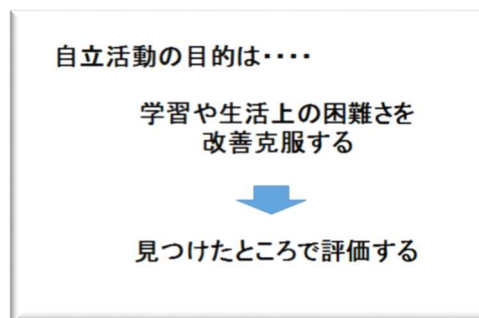 自立活動の目的は････
学習や生活上の困難さを
改善克服する
見つけたところで評価する